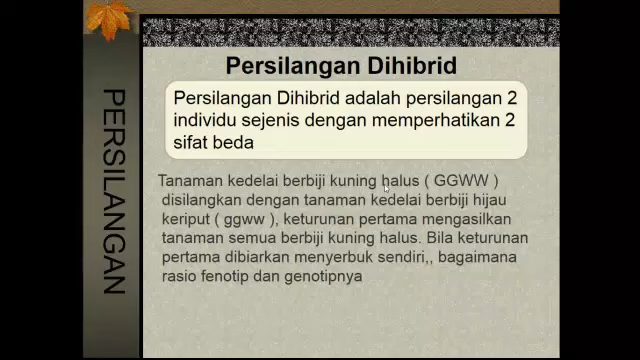 PERSILANGAN
Persilangan Dihibrid
Persilangan Dihibrid adalah persilangan 2
individu sejenis dengan memperhatikan 2
sifat beda
Tanaman kedelai berbiji kuning halus ( GGWW )
disilangkan dengan tanaman kedelai berbiji hijau
keriput ( ggww ), keturunan pertama mengasilkan
tanaman semua berbiji kuning halus. Bila keturunan
pertama dibiarkan menyerbuk sendiri,, bagaimana
rasio fenotip dan genotipnya